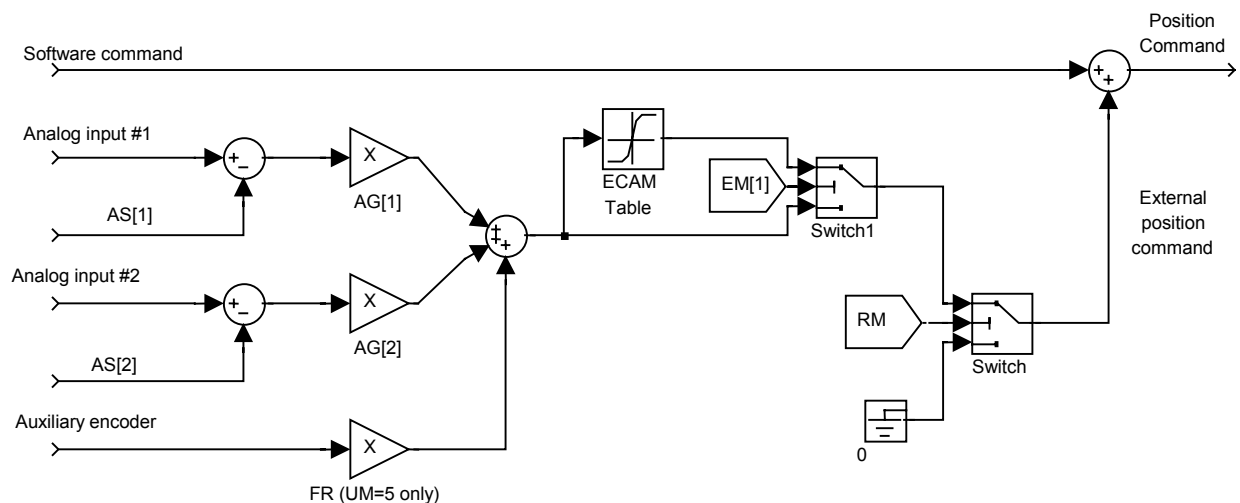 Position
Command
Software command
Analog input #1
X
AG[1]
AS[1]
ECAM
Table
EM[1]
Switch1
External
position
command
Analog input #2
X
AG[2]
AS[2]
RM
Switch
Auxiliary encoder
X
FR (UM=5 only)
0